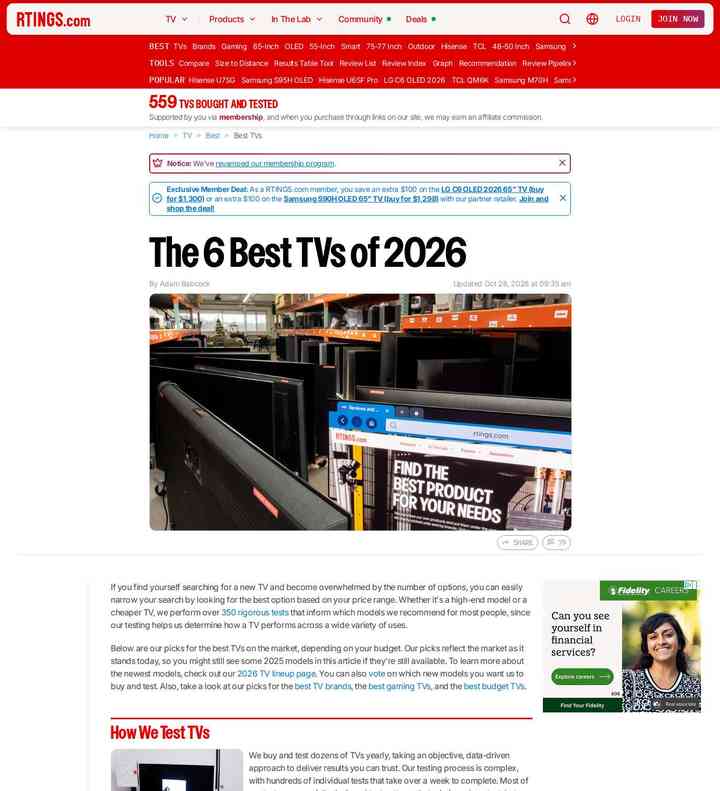 RTINGS.com
TV Products In The Lab Community Deals LOGIN JOIN NOW
BEST TVs Brands Gaming 65-Inch OLED 55-Inch Smart 75-77 Inch Outdoor Hisense TCL 48-50 Inch Samsung
TOOLS Compare Size to Distance Results Table Tool Review List Review Index Graph Recommendation Review Pipeline
POPULAR Hisense U75G Samsung S95H OLED Hisense U65F Pro LG C6 OLED 2026 TCL QM6K Samsung M70H Sams
559 TVS BOUGHT AND TESTED
Supported by you via membership, and when you purchase through links on our site, we may earn an affiliate commission.
Home > TV > Best > Best TVs
Notice: We've revamped our membership program.
Exclusive Member Deal: As a RTINGS.com member, you save an extra $100 on the LG C6 OLED 2026 65" TV (buy
for $1,300) or an extra $100 on the Samsung S90H OLED 65" TV (buy for $1,298) with our partner retailer. Join and
shop the deal!
The 6 Best TVs of 2026
By Adam Babcock
Updated Oct 28, 2026 at 09:35 am
rtings.com
RTINGS.com
FIND THE
BEST PRODUCT
FOR YOUR NEEDS
SHARE 79
If you find yourself searching for a new TV and become overwhelmed by the number of options, you can easily
narrow your search by looking for the best option based on your price range. Whether it's a high-end model or a
cheaper TV, we perform over 350 rigorous tests that inform which models we recommend for most people, since
our testing helps us determine how a TV performs across a wide variety of uses.
Below are our picks for the best TVs on the market, depending on your budget. Our picks reflect the market as it
stands today, so you might still see some 2025 models in this article if they're still available. To learn more about
the newest models, check out our 2026 TV lineup page. You can also vote on which new models you want us to
buy and test. Also, take a look at our picks for the best TV brands, the best gaming TVs, and the best budget TVs.
Fidelity CAREERS
Can you see
yourself in
financial
services?
Explore careers
Find Your Fidelity
Real associate
How We Test TVs
We buy and test dozens of TVs yearly, taking an objective, data-driven
approach to deliver results you can trust. Our testing process is complex,
with hundreds of individual tests that take over a week to complete. Most of